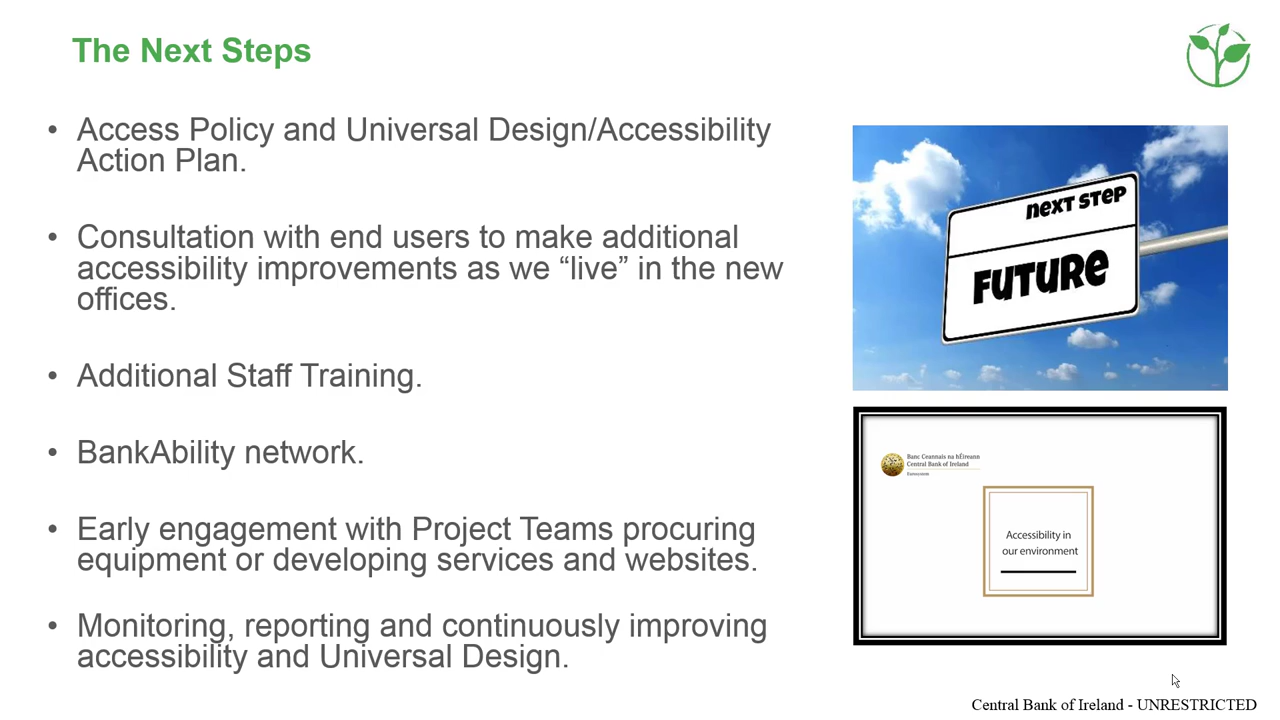 The Next Steps
• Access Policy and Universal Design/Accessibility
Action Plan.
• Consultation with end users to make additional
accessibility improvements as we “live” in the new
offices.
• Additional Staff Training.
• BankAbility network.
• Early engagement with Project Teams procuring
equipment or developing services and websites.
• Monitoring, reporting and continuously improving
accessibility and Universal Design.
next step
future
Banc Ceannais na hÉireann
Central Bank of Ireland
Eurosystem
Accessibility in
our environment
Central Bank of Ireland - UNRESTRICTED